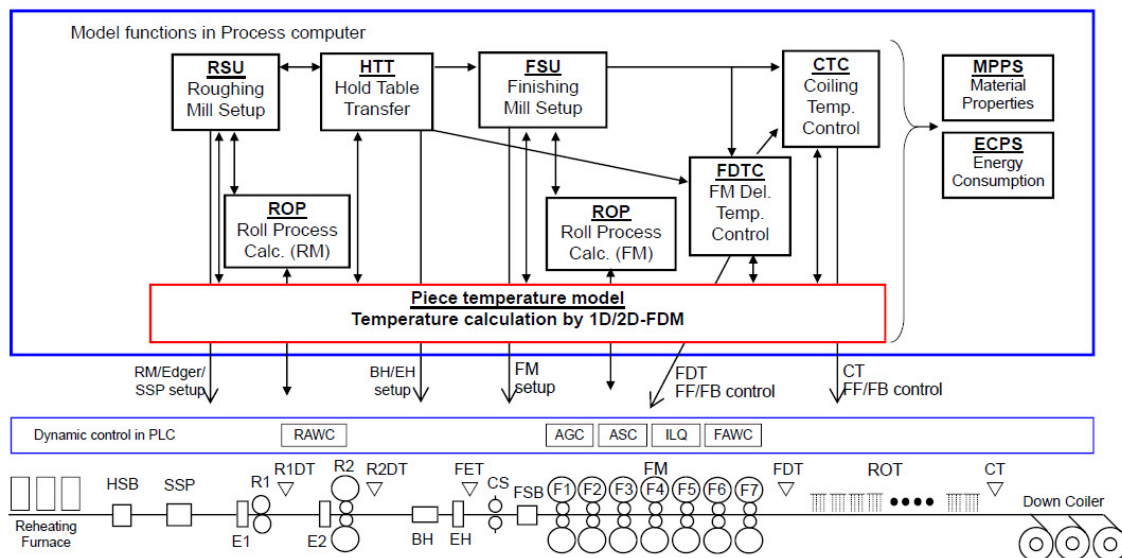 Model functions in Process computer
RSU
Roughing
Mill Setup
HTT
Hold Table
Transfer
FSU
Finishing
Mill Setup
CTC
Coiling
Temp.
Control
MPPS
Material
Properties
ECPS
Energy
Consumption
FDTC
FM Del.
Temp.
Control
ROP
Roll Process
Calc. (RM)
ROP
Roll Process
Calc. (FM)
Piece temperature model
Temperature calculation by 1D/2D-FDM
RM/Edger/
SSP setup
BH/EH
setup
FM
setup
FDT
FF/FB control
CT
FF/FB control
Dynamic control in PLC
RAWC
AGC
ASC
ILQ
FAWC
HSB
SSP
R1
R1DT
R2
R2DT
FET
CS
FSB
FM
F1
F2
F3
F4
F5
F6
F7
FDT
ROT
CT
Down Coiler
Reheating
Furnace
E1
E2
BH
EH